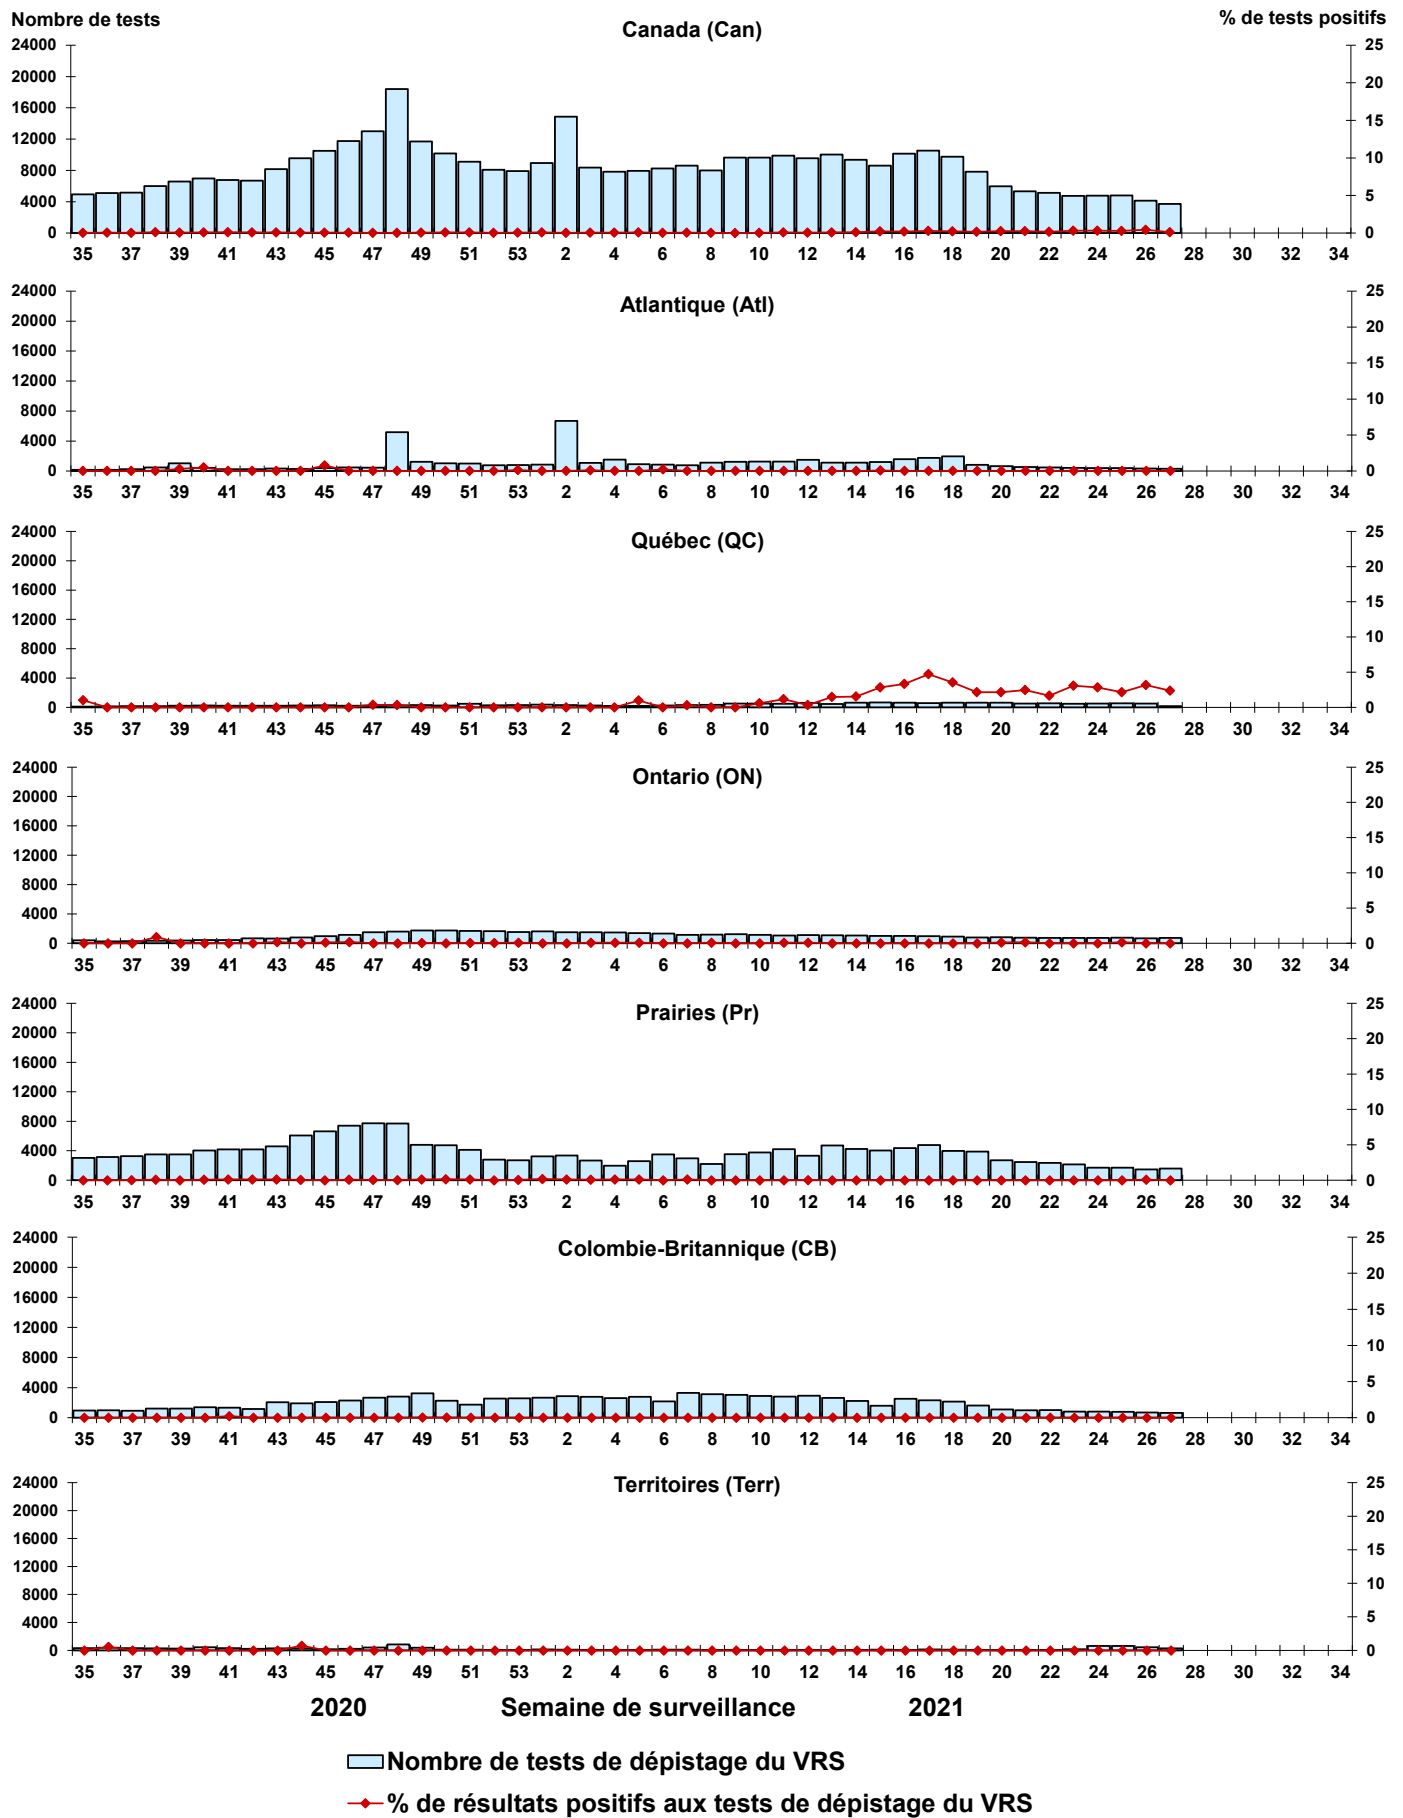 Nombre de tests
% de tests positifs
Canada (Can)
24000 20000 16000 12000 8000 4000 0
25 20 15 10 5 0
35 37 39 41 43 45 47 49 51 53 2 4 6 8 10 12 14 16 18 20 22 24 26 28 30 32 34
Atlantique (Atl)
24000 20000 16000 12000 8000 4000 0
25 20 15 10 5 0
35 37 39 41 43 45 47 49 51 53 2 4 6 8 10 12 14 16 18 20 22 24 26 28 30 32 34
Québec (QC)
24000 20000 16000 12000 8000 4000 0
25 20 15 10 5 0
35 37 39 41 43 45 47 49 51 53 2 4 6 8 10 12 14 16 18 20 22 24 26 28 30 32 34
Ontario (ON)
24000 20000 16000 12000 8000 4000 0
25 20 15 10 5 0
35 37 39 41 43 45 47 49 51 53 2 4 6 8 10 12 14 16 18 20 22 24 26 28 30 32 34
Prairies (Pr)
24000 20000 16000 12000 8000 4000 0
25 20 15 10 5 0
35 37 39 41 43 45 47 49 51 53 2 4 6 8 10 12 14 16 18 20 22 24 26 28 30 32 34
Colombie-Britannique (CB)
24000 20000 16000 12000 8000 4000 0
25 20 15 10 5 0
35 37 39 41 43 45 47 49 51 53 2 4 6 8 10 12 14 16 18 20 22 24 26 28 30 32 34
Territoires (Terr)
24000 20000 16000 12000 8000 4000 0
25 20 15 10 5 0
35 37 39 41 43 45 47 49 51 53 2 4 6 8 10 12 14 16 18 20 22 24 26 28 30 32 34
2020 Semaine de surveillance 2021
Nombre de tests de dépistage du VRS
% de résultats positifs aux tests de dépistage du VRS